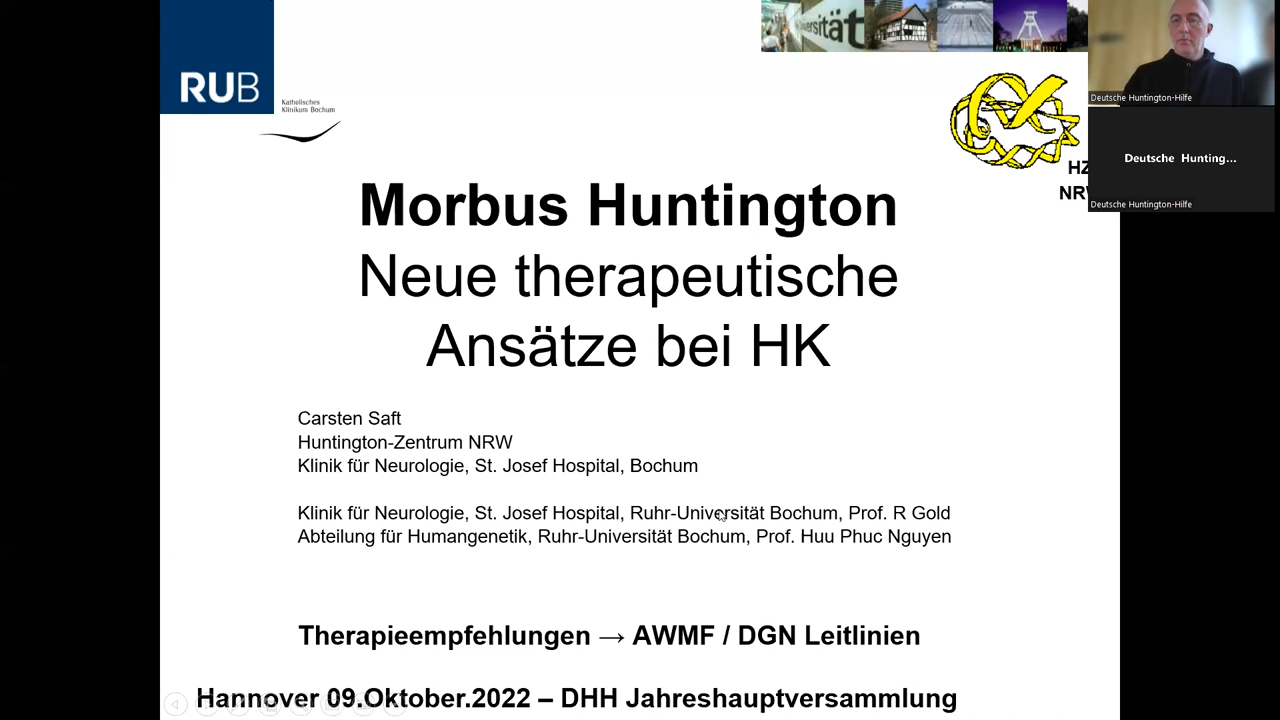 RUB
Katholisches
Klinikum Bochum
iversität
Deutsche Huntington-Hilfe
Deutsche Hunting...
Deutsche Huntington-Hilfe
HZ
NRW
Morbus Huntington
Neue therapeutische
Ansätze bei HK
Carsten Saft
Huntington-Zentrum NRW
Klinik für Neurologie, St. Josef Hospital, Bochum
Klinik für Neurologie, St. Josef Hospital, Ruhr-Universität Bochum, Prof. R Gold
Abteilung für Humangenetik, Ruhr-Universität Bochum, Prof. Huu Phuc Nguyen
Therapieempfehlungen → AWMF / DGN Leitlinien
Hannover 09.Oktober.2022 – DHH Jahreshauptversammlung